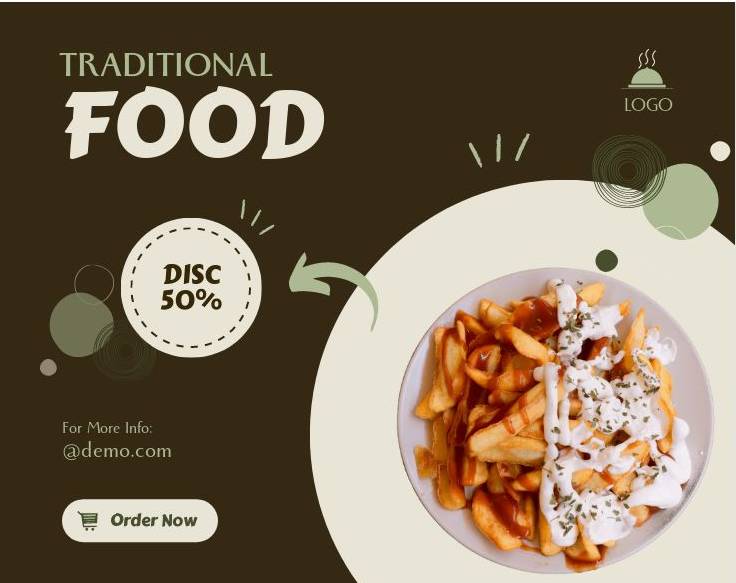 TRADITIONAL
FOOD
LOGO
DISC
50%
For More Info:
@demo.com
Order Now